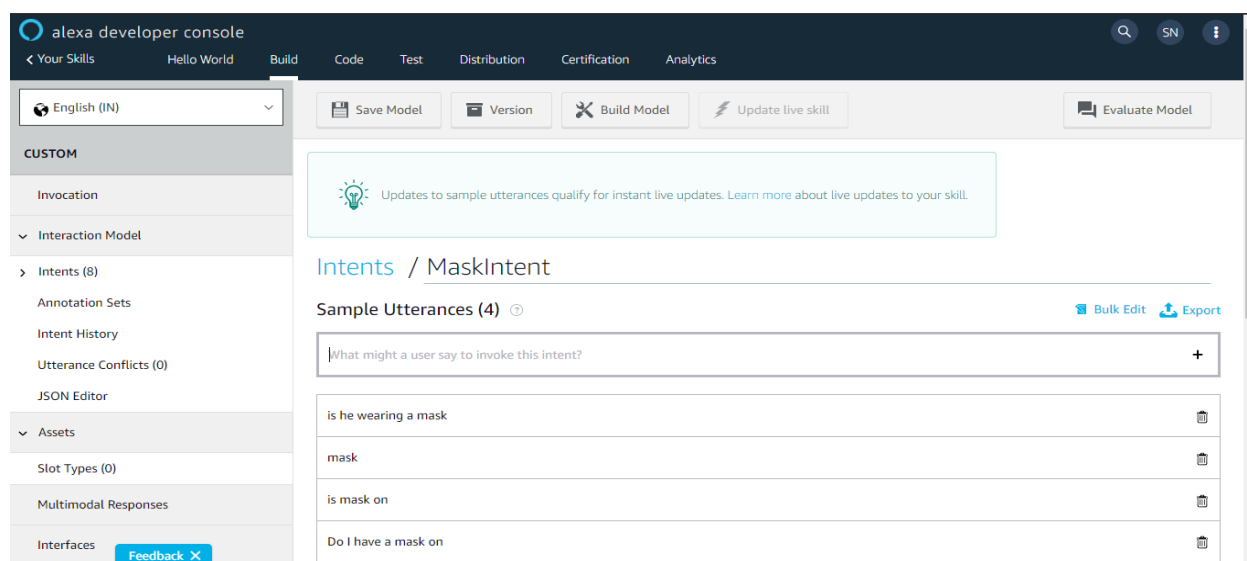 alexa developer console
SN
Your Skills Hello World Build Code Test Distribution Certification Analytics
English (IN)
Save Model Version Build Model Update live skill Evaluate Model
CUSTOM
Invocation
Interaction Model
Intents (8)
Annotation Sets
Intent History
Utterance Conflicts (0)
JSON Editor
Assets
Slot Types (0)
Multimodal Responses
Interfaces
Feedback X
Updates to sample utterances qualify for instant live updates. Learn more about live updates to your skill.
Intents / MaskIntent
Sample Utterances (4) ?
Bulk Edit Export
What might a user say to invoke this intent?
is he wearing a mask
mask
is mask on
Do I have a mask on